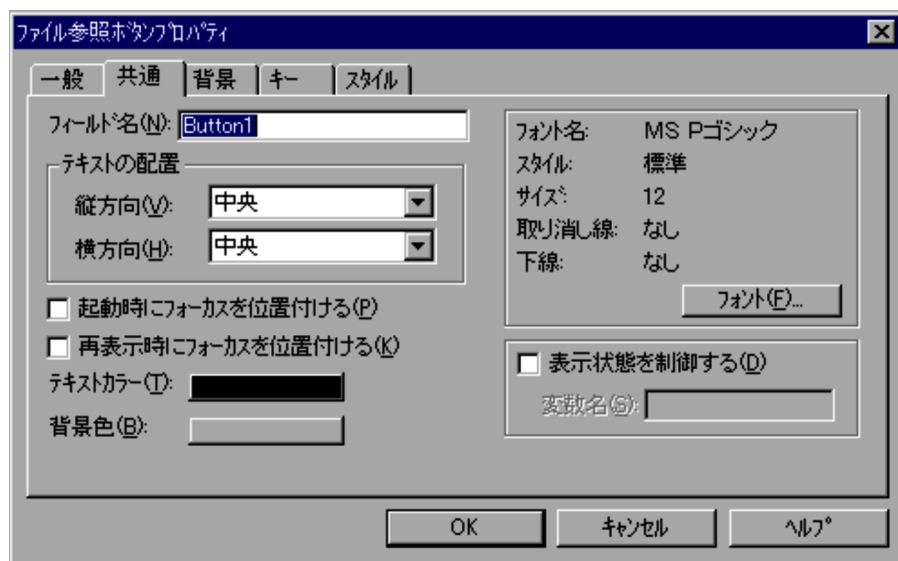 ファイル参照ボタンプロパティ
一般 共通 背景 キー スタイル
フィールド名(N): Button1
テキストの配置
縦方向(V): 中央
横方向(H): 中央
起動時にフォーカスを位置付ける(P)
再表示時にフォーカスを位置付ける(K)
テキストカラー(T):
背景色(B):
フォント名: MS Pゴシック
スタイル: 標準
サイズ: 12
取り消し線: なし
下線: なし
フォント(F)...
表示状態を制御する(D)
変数名(S):
OK キャンセル ヘルプ